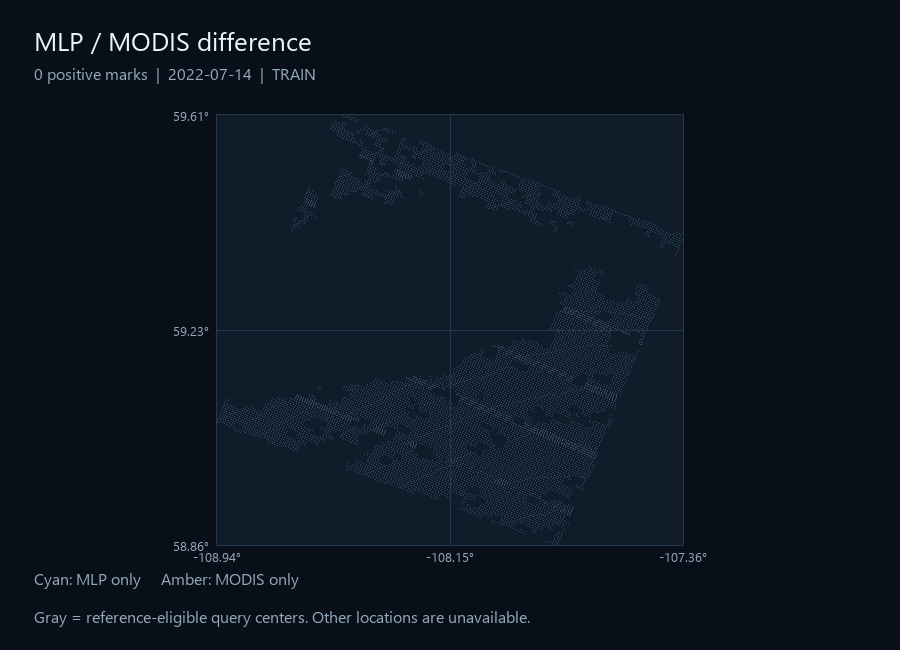 MLP / MODIS difference
0 positive marks | 2022-07-14 | TRAIN
59.61°
59.23°
58.86°
-108.94° -108.15° -107.36°
Cyan: MLP only Amber: MODIS only
Gray = reference-eligible query centers. Other locations are unavailable.